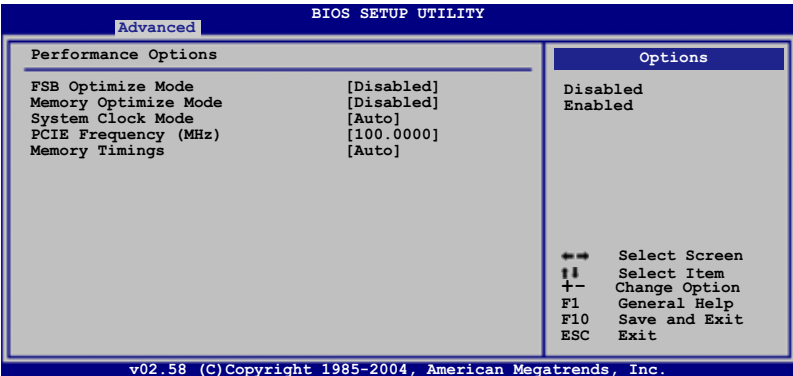 BIOS SETUP UTILITY
Advanced
Performance Options
FSB Optimize Mode [Disabled]
Memory Optimize Mode [Disabled]
System Clock Mode [Auto]
PCIE Frequency (MHz) [100.0000]
Memory Timings [Auto]
Options
Disabled
Enabled
←→ Select Screen
↑↓ Select Item
+- Change Option
F1 General Help
F10 Save and Exit
ESC Exit
v02.58 (C)Copyright 1985-2004, American Megatrends, Inc.